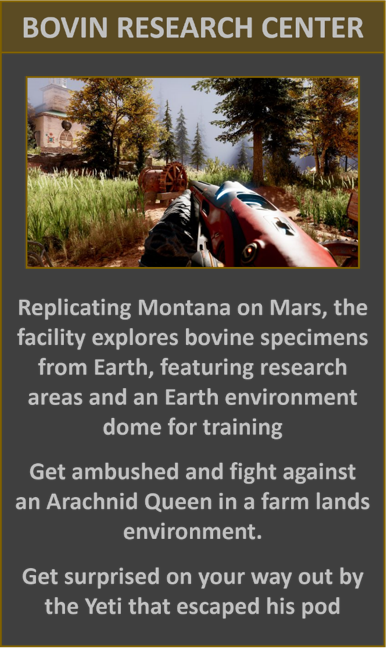 BOVIN RESEARCH CENTER
Replicating Montana on Mars, the
facility explores bovine specimens
from Earth, featuring research
areas and an Earth environment
dome for training
Get ambushed and fight against
an Arachnid Queen in a farm lands
environment.
Get surprised on your way out by
the Yeti that escaped his pod